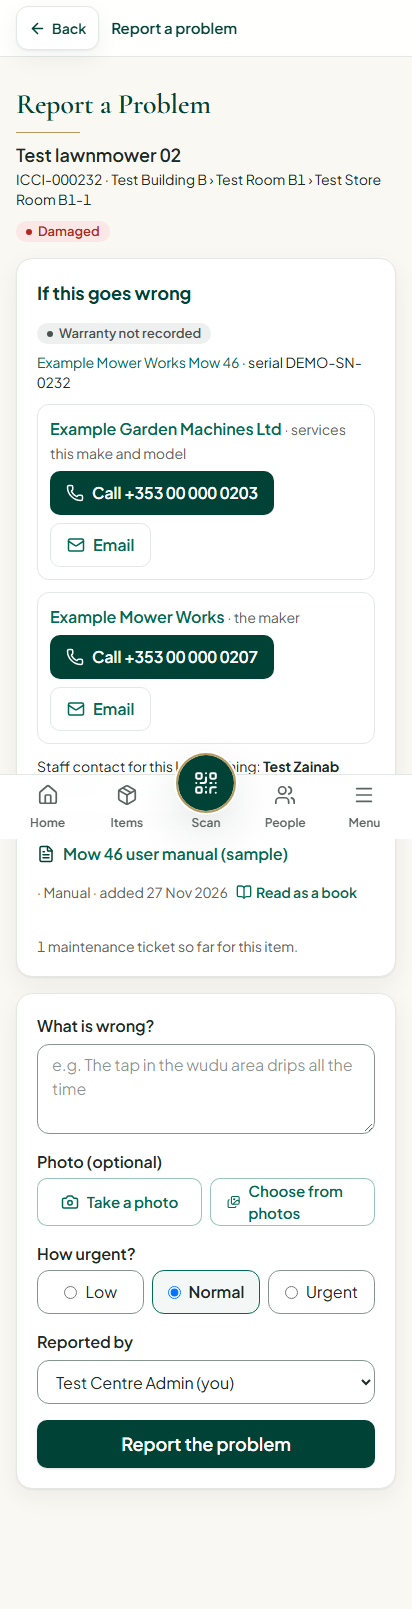 Back
Report a problem
Report a Problem
Test lawnmower 02
ICCI-000232 · Test Building B › Test Room B1 › Test Store
Room B1-1
Damaged
If this goes wrong
Warranty not recorded
Example Mower Works Mow 46 · serial DEMO-SN-
0232
Example Garden Machines Ltd · services
this make and model
Call +353 00 000 0203
Email
Example Mower Works · the maker
Call +353 00 000 0207
Email
Staff contact for this
Test Zainab
Home
Items
Scan
People
Menu
Mow 46 user manual (sample)
· Manual · added 27 Nov 2026
Read as a book
1 maintenance ticket so far for this item.
What is wrong?
e.g. The tap in the wudu area drips all the
time
Photo (optional)
Take a photo
Choose from
photos
How urgent?
Low
Normal
Urgent
Reported by
Test Centre Admin (you)
Report the problem